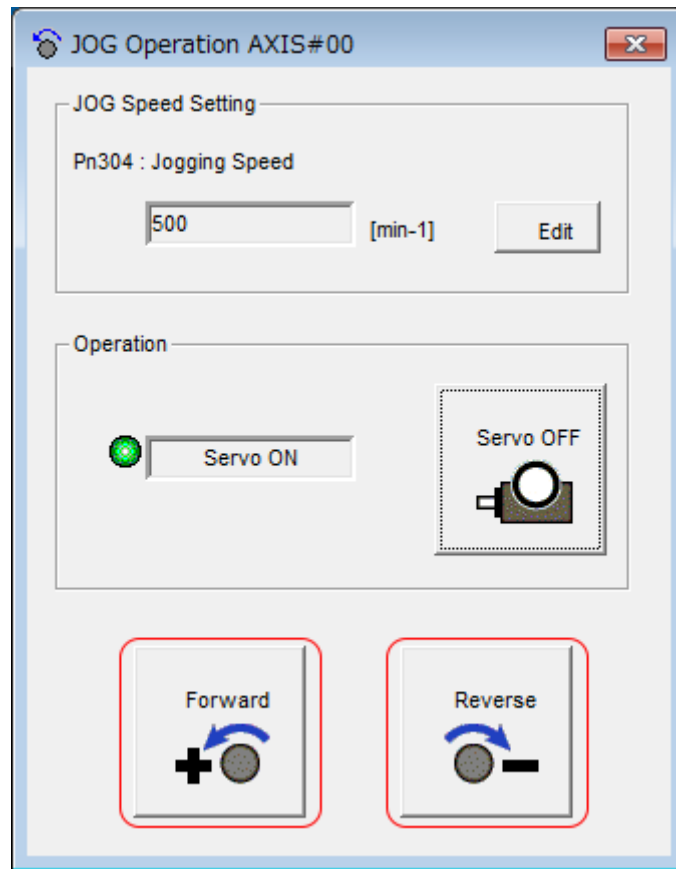 JOG Operation AXIS#00
JOG Speed Setting
Pn304 : Jogging Speed
500 [min-1] Edit
Operation
Servo ON
Servo OFF
Forward Reverse